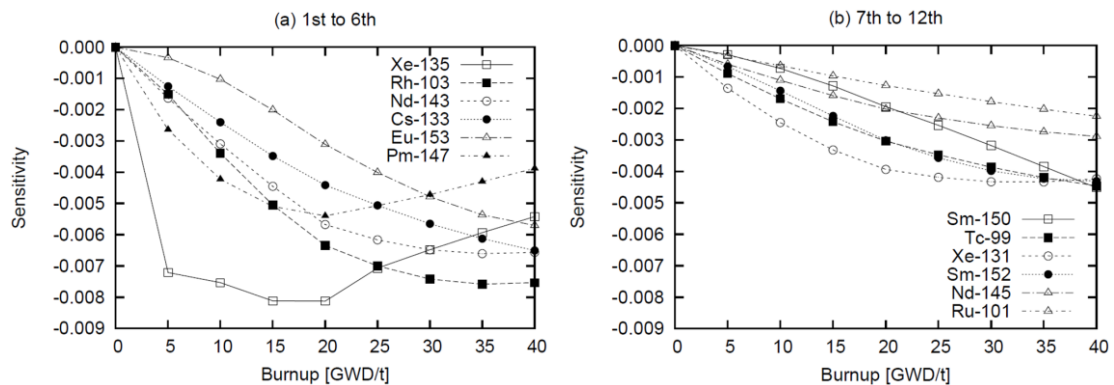 (a) 1st to 6th
0.000
-0.001
-0.002
-0.003
-0.004
-0.005
-0.006
-0.007
-0.008
-0.009
Sensitivity
Xe-135
Rh-103
Nd-143
Cs-133
Eu-153
Pm-147
0 5 10 15 20 25 30 35 40
Burnup [GWD/t]
(b) 7th to 12th
0.000
-0.001
-0.002
-0.003
-0.004
-0.005
-0.006
-0.007
-0.008
-0.009
Sensitivity
Sm-150
Tc-99
Xe-131
Sm-152
Nd-145
Ru-101
0 5 10 15 20 25 30 35 40
Burnup [GWD/t]